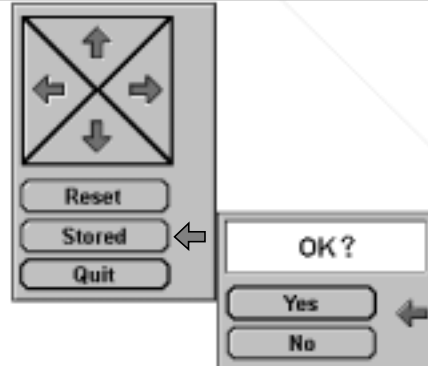 Reset
Stored
Quit
OK?
Yes
No